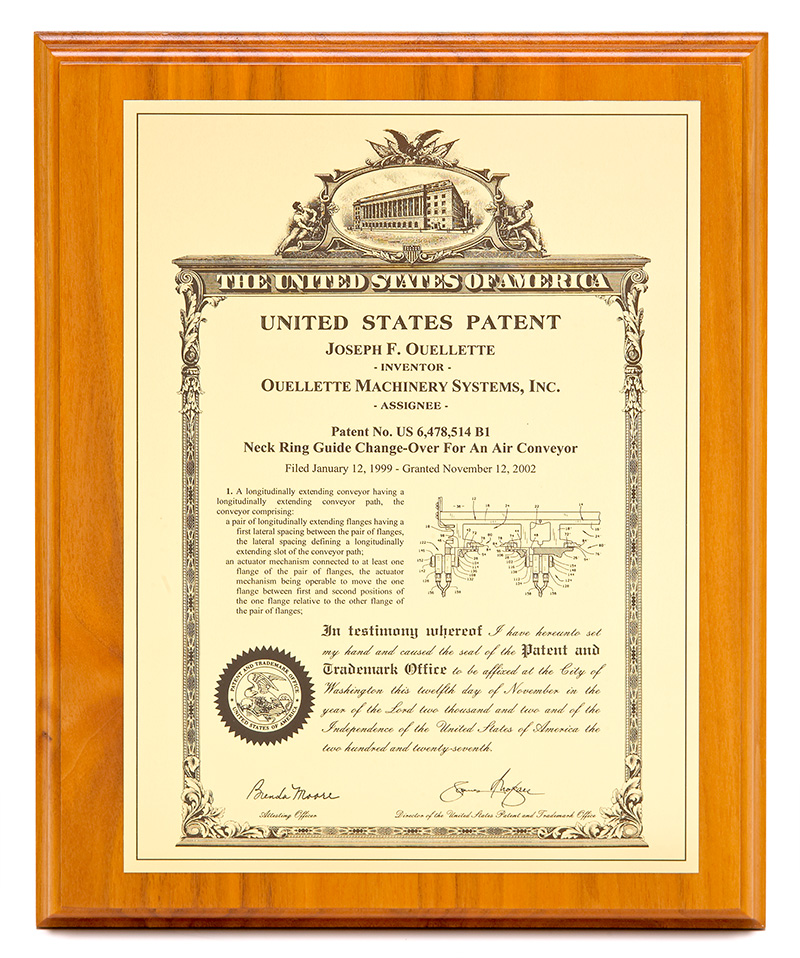 THE UNITED STATES OF AMERICA
UNITED STATES PATENT
JOSEPH F. OUELLETTE
- INVENTOR -
OUELLETTE MACHINERY SYSTEMS, INC.
- ASSIGNEE -
Patent No. US 6,478,514 B1
Neck Ring Guide Change-Over For An Air Conveyor
Filed January 12, 1999 - Granted November 12, 2002
1. A longitudinally extending conveyor having a
longitudinally extending conveyor path, the
conveyor comprising:
a pair of longitudinally extending flanges having a
first lateral spacing between the pair of flanges,
the lateral spacing defining a longitudinally
extending slot of the conveyor path;
an actuator mechanism connected to at least one
flange of the pair of flanges, the actuator
mechanism being operable to move the one
flange between first and second positions of
the one flange relative to the other flange of
the pair of flanges;
In testimony whereof I have hereunto set
my hand and caused the seal of the Patent and
Trademark Office to be affixed at the City of
Washington this twelfth day of November in the
year of the Lord two thousand and two and of the
Independence of the United States of America the
two hundred and twenty-seventh.
PATENT AND TRADEMARK OFFICE
UNITED STATES OF AMERICA
Brenda Moore
Attesting Officer
Director of the United States Patent and Trademark Office